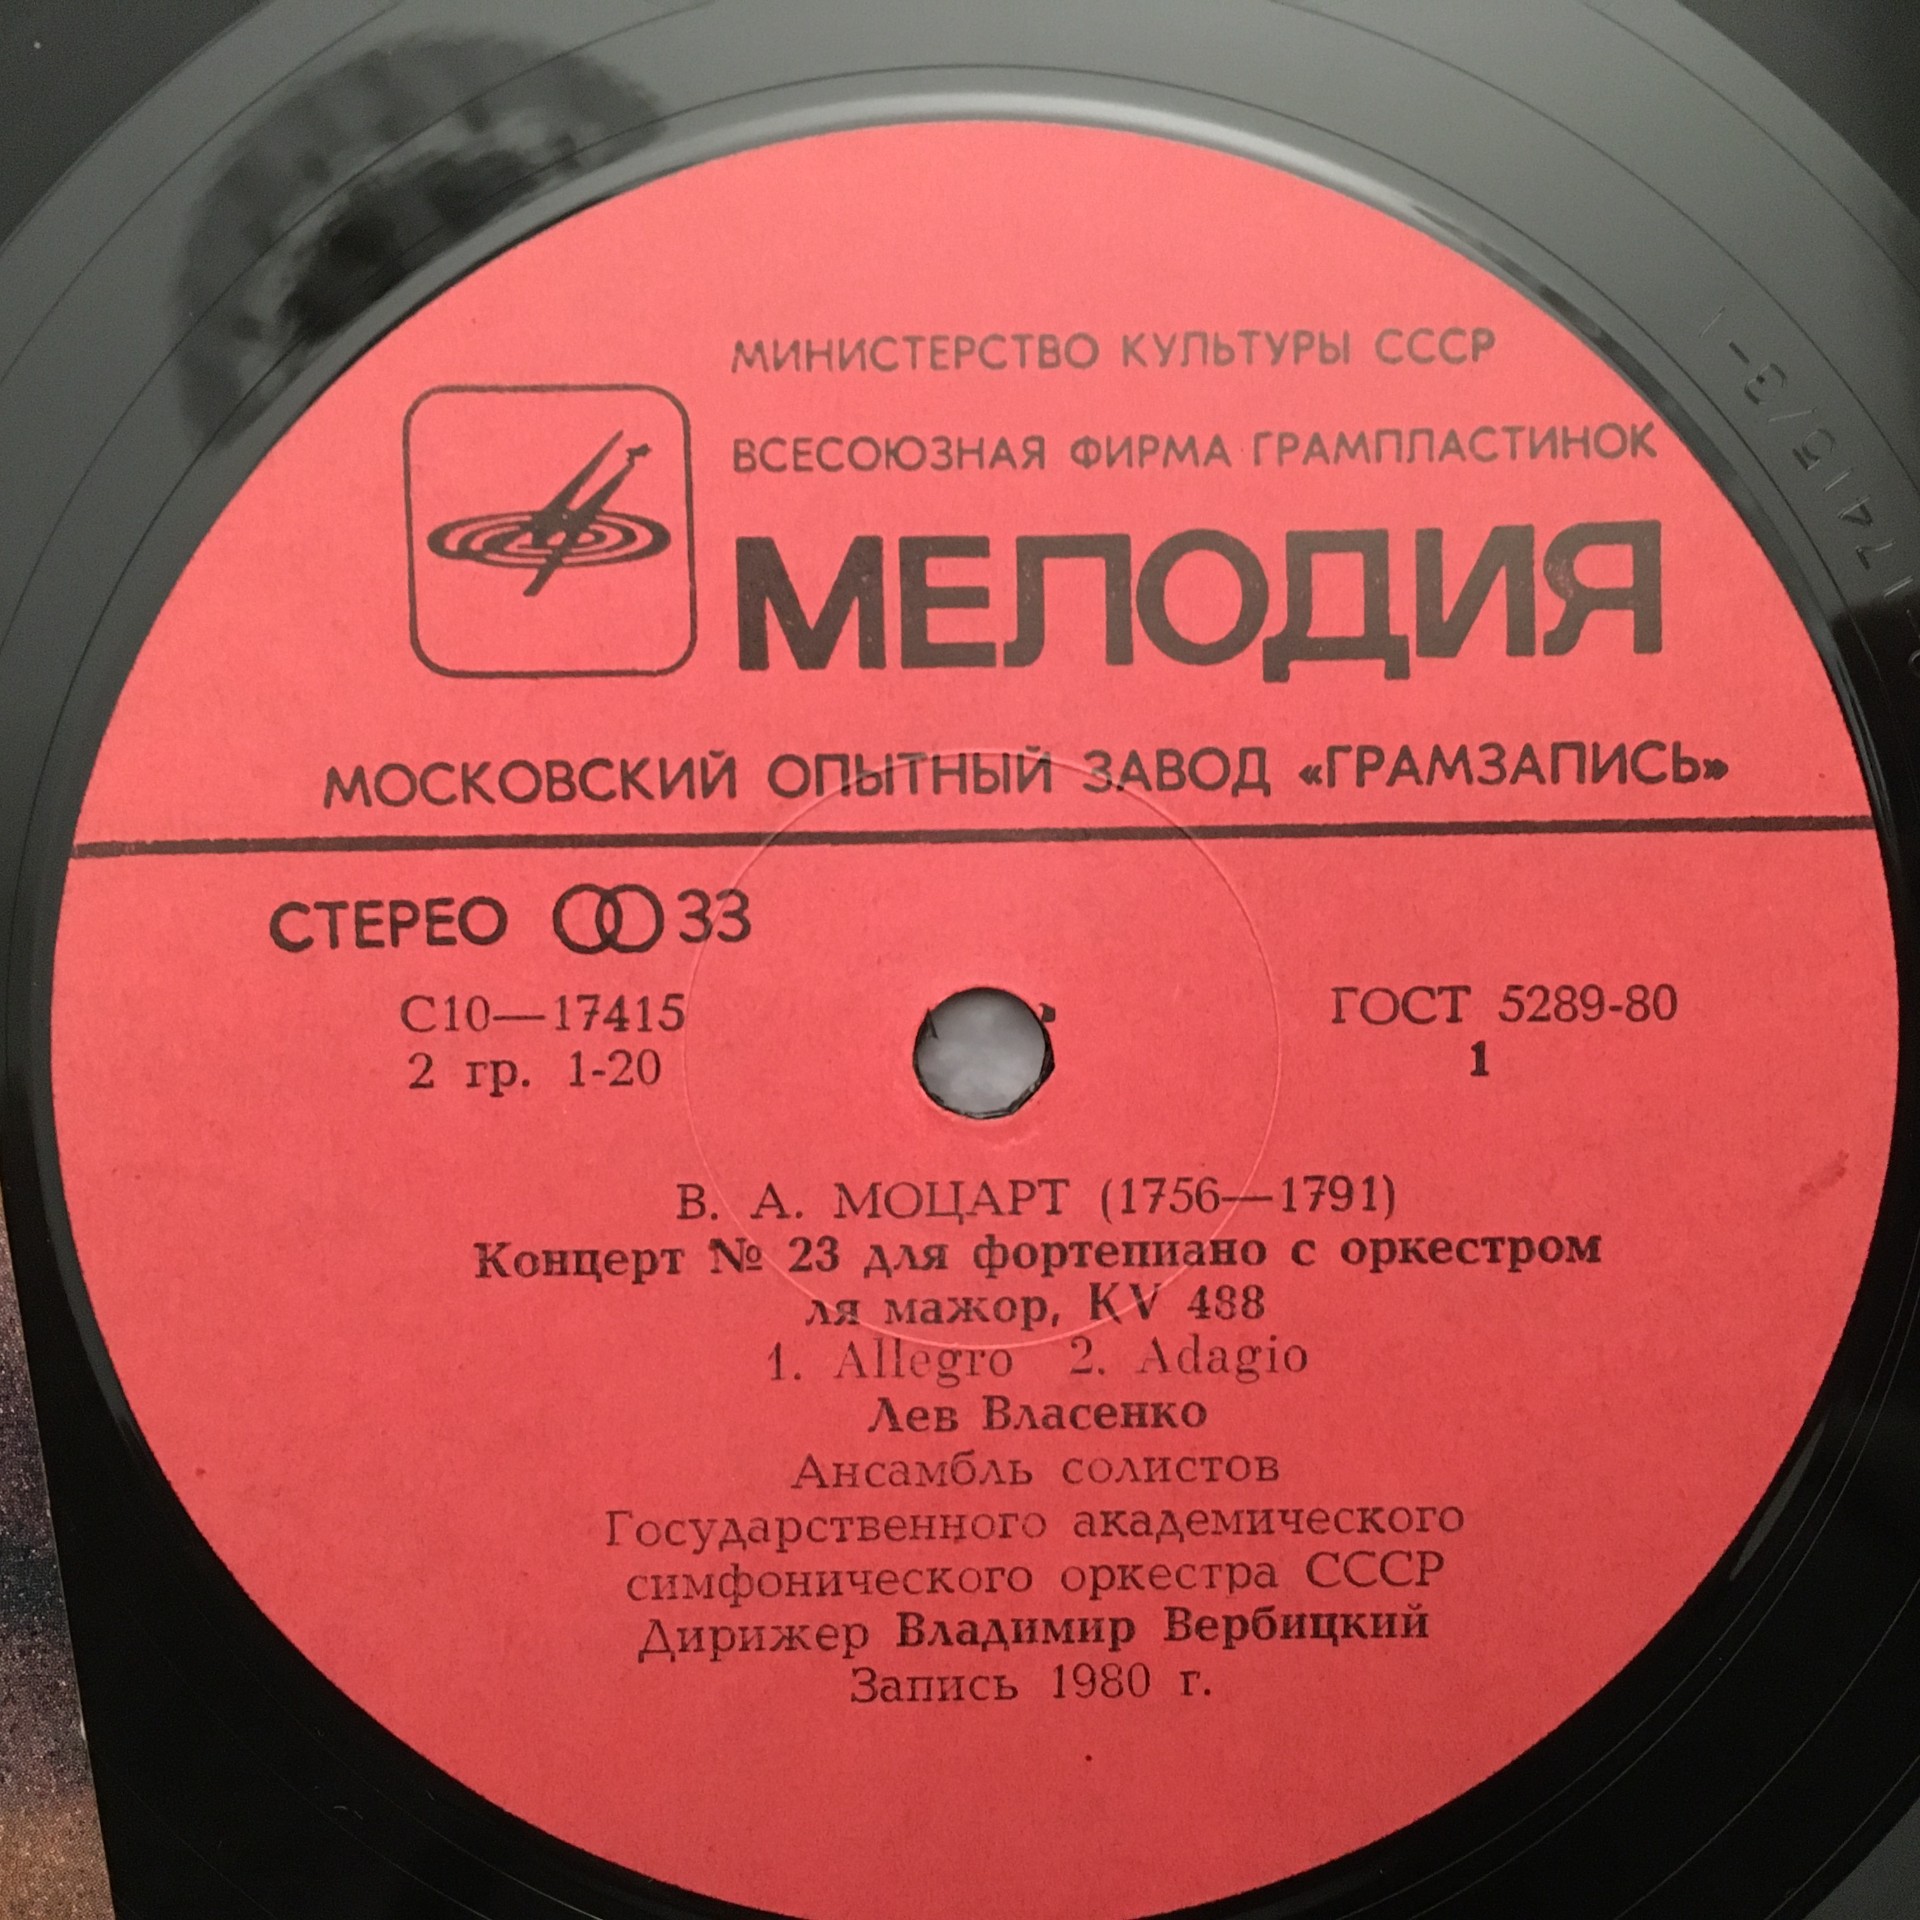 МИНИСТЕРСТВО КУЛЬТУРЫ СССР
ВСЕСОЮЗНАЯ ФИРМА ГРАМПЛАСТИНОК
МЕЛОДИЯ
МОСКОВСКИЙ ОПЫТНЫЙ ЗАВОД «ГРАМЗАПИСЬ»
СТЕРЕО 33
С10—17415
2 гр. 1-20
ГОСТ 5289-80
1
В. А. МОЦАРТ (1756—1791)
Концерт № 23 для фортепиано с оркестром
ля мажор, KV 488
1. Allegro 2. Adagio
Лев Власенко
Ансамбль солистов
Государственного академического
симфонического оркестра СССР
Дирижер Владимир Вербицкий
Запись 1980 г.